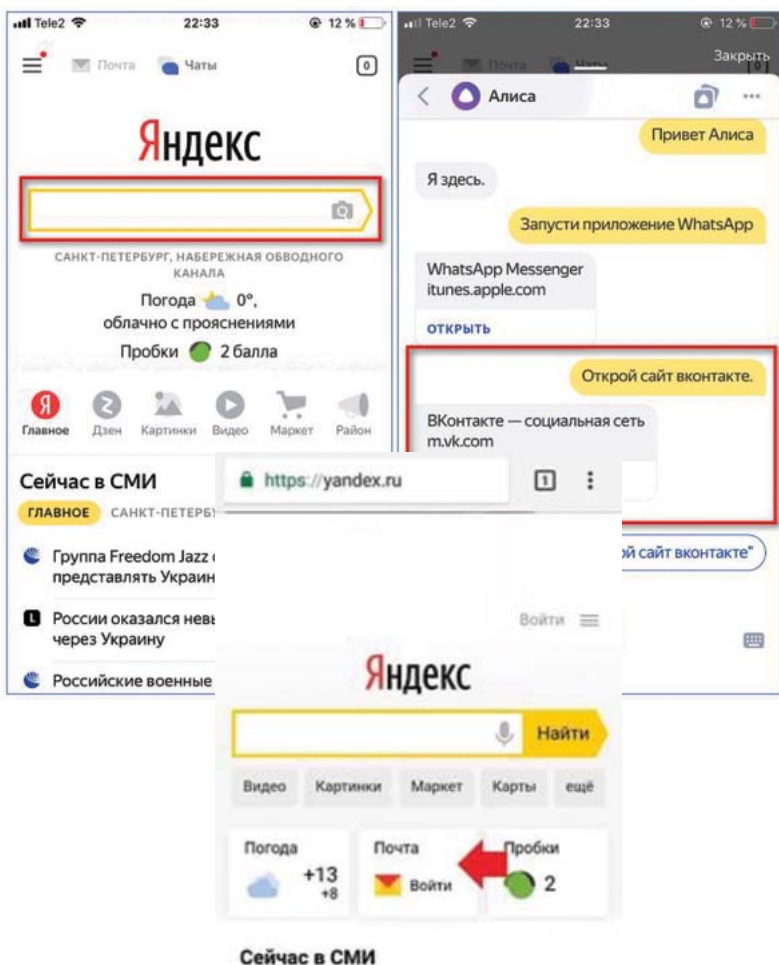 Tele2
22:33
12 %
Почта
Чаты
0
Яндекс
САНКТ-ПЕТЕРБУРГ, НАБЕРЕЖНАЯ ОБВОДНОГО
КАНАЛА
Погода 0°,
облачно с прояснениями
Пробки 2 балла
Я
Главное
Дзен
Картинки
Видео
Маркет
Район
Сейчас в СМИ
ГЛАВНОЕ
САНКТ-ПЕТЕРБ
Группа Freedom Jazz
представлять Украин
России оказался нев
через Украину
Российские военные
Tele2
22:33
12 %
Почта
Закрыть
Алиса
Привет Алиса
Я здесь.
Запусти приложение WhatsApp
WhatsApp Messenger
itunes.apple.com
ОТКРЫТЬ
Открой сайт вконтакте.
ВКонтакте — социальная сеть
m.vk.com
ой сайт вконтакте"
https://yandex.ru
1
Войти
Яндекс
Найти
Видео
Картинки
Маркет
Карты
ещё
Погода
+13
+8
Почта
Войти
Пробки
2
Сейчас в СМИ